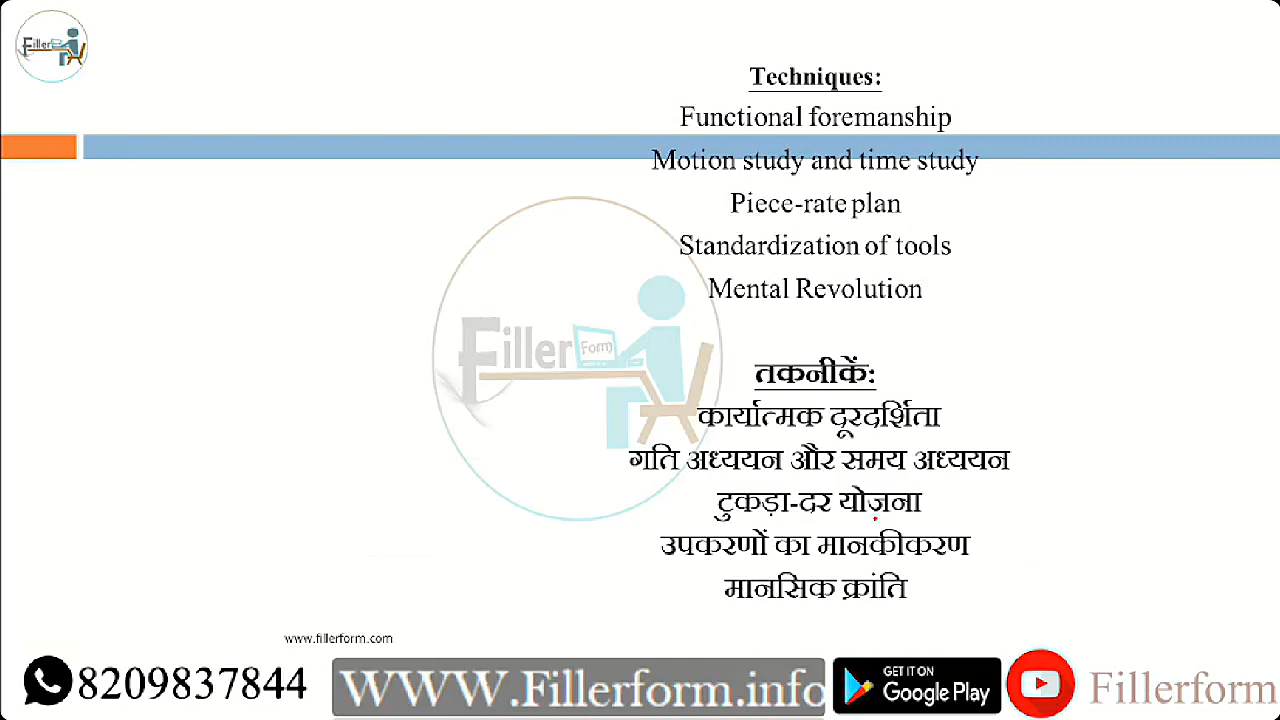 Filler
Techniques:
Functional foremanship
Motion study and time study
Piece-rate plan
Standardization of tools
Mental Revolution
Filler Form
तकनीकें:
कार्यात्मक दूरदर्शिता
गति अध्ययन और समय अध्ययन
टुकड़ा-दर योजना
उपकरणों का मानकीकरण
मानसिक क्रांति
www.fillerform.com
8209837844
WWW.Fillerform.info
GET IT ON
Google Play
Fillerform